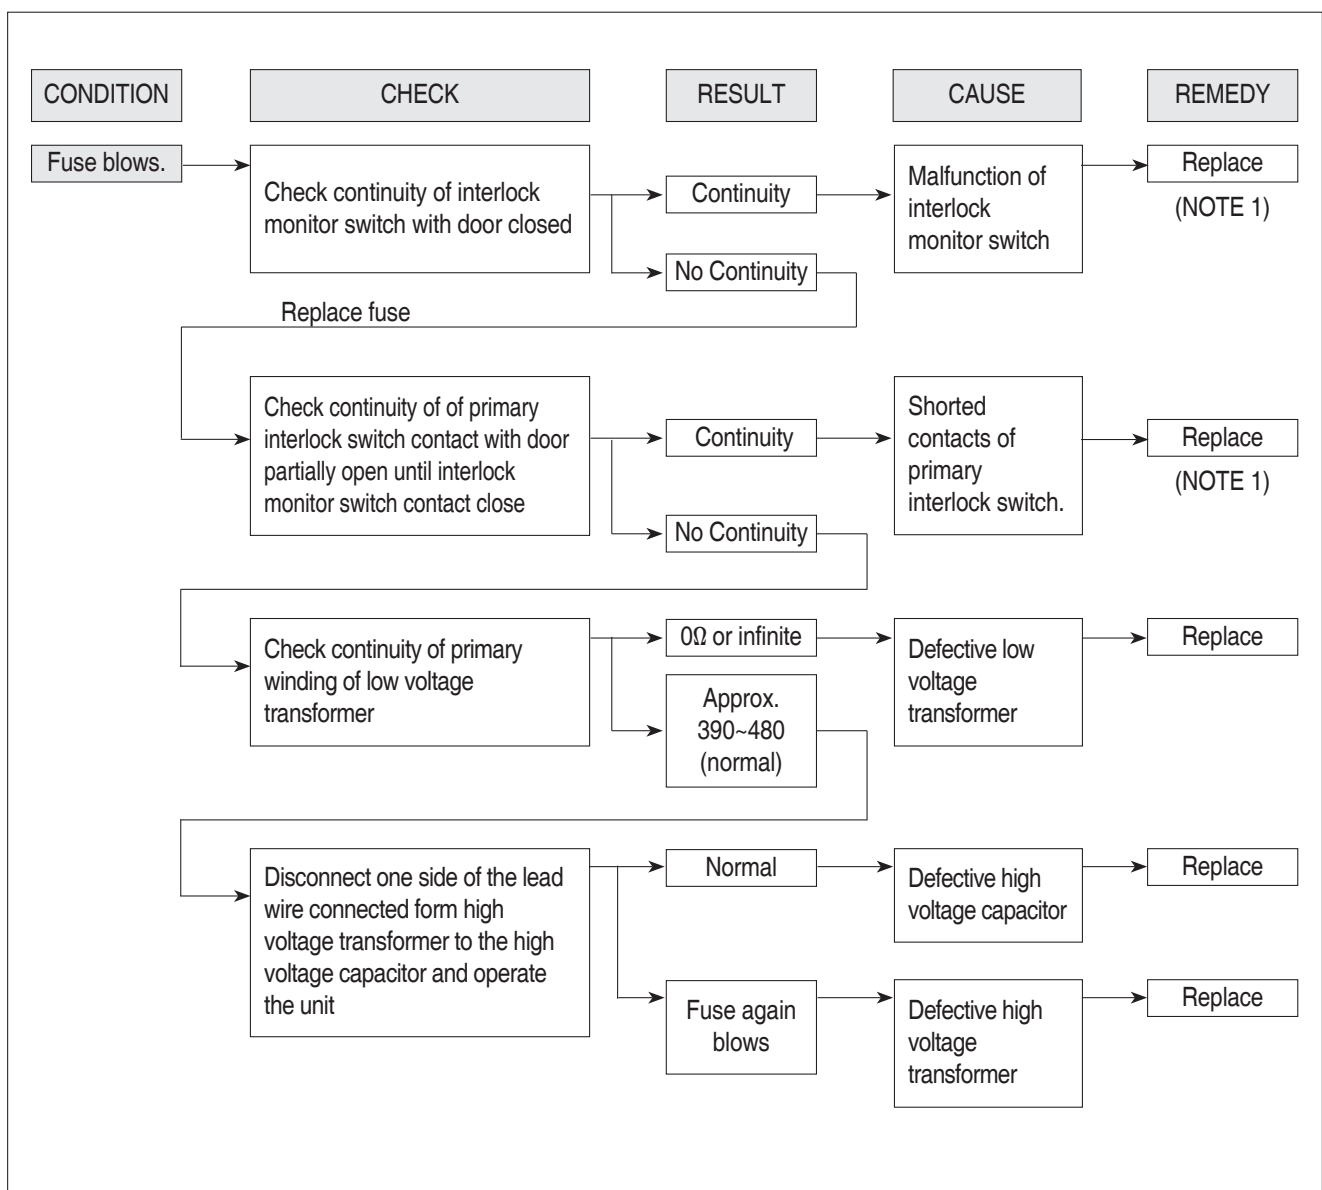 CONDITION
CHECK
RESULT
CAUSE
REMEDY
Fuse blows.
Check continuity of interlock
monitor switch with door closed
Continuity
Malfunction of
interlock
monitor switch
Replace
(NOTE 1)
No Continuity
Replace fuse
Check continuity of of primary
interlock switch contact with door
partially open until interlock
monitor switch contact close
Continuity
Shorted
contacts of
primary
interlock switch.
Replace
(NOTE 1)
No Continuity
Check continuity of primary
winding of low voltage
transformer
0Ω or infinite
Defective low
voltage
transformer
Replace
Approx.
390~480
(normal)
Disconnect one side of the lead
wire connected form high
voltage transformer to the high
voltage capacitor and operate
the unit
Normal
Defective high
voltage capacitor
Replace
Fuse again
blows
Defective high
voltage
transformer
Replace